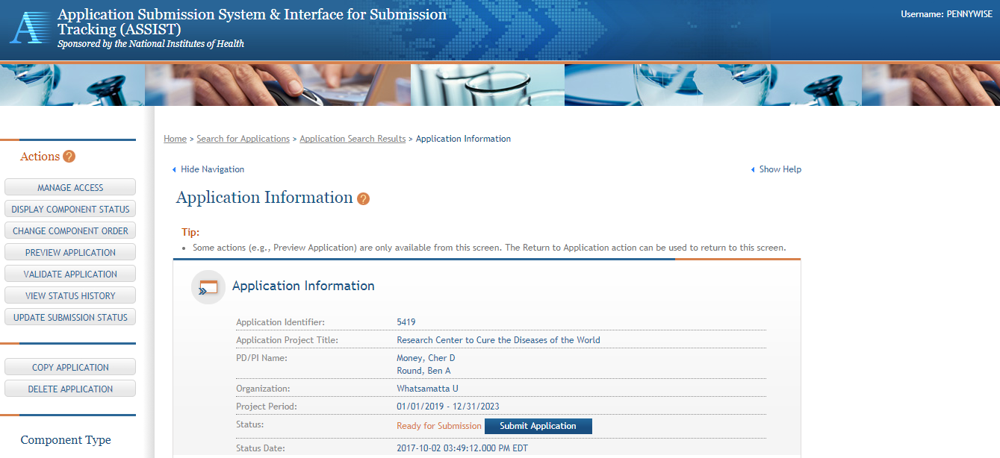 Application Submission System & Interface for Submission
Tracking (ASSIST)
Sponsored by the National Institutes of Health
Username: PENNYWISE
Home > Search for Applications > Application Search Results > Application Information
Hide Navigation
Show Help
Actions ?
MANAGE ACCESS
DISPLAY COMPONENT STATUS
CHANGE COMPONENT ORDER
PREVIEW APPLICATION
VALIDATE APPLICATION
VIEW STATUS HISTORY
UPDATE SUBMISSION STATUS
COPY APPLICATION
DELETE APPLICATION
Component Type
Application Information ?
Tip:
• Some actions (e.g., Preview Application) are only available from this screen. The Return to Application action can be used to return to this screen.
Application Information
Application Identifier: 5419
Application Project Title: Research Center to Cure the Diseases of the World
PD/PI Name: Money, Cher D
Round, Ben A
Organization: Whatsamatta U
Project Period: 01/01/2019 - 12/31/2023
Status: Ready for Submission Submit Application
Status Date: 2017-10-02 03:49:12.000 PM EDT